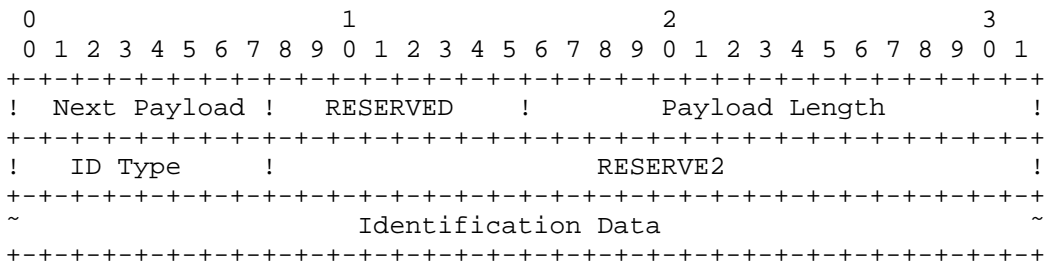 0                   1                   2                   3
 0 1 2 3 4 5 6 7 8 9 0 1 2 3 4 5 6 7 8 9 0 1 2 3 4 5 6 7 8 9 0 1
+-+-+-+-+-+-+-+-+-+-+-+-+-+-+-+-+-+-+-+-+-+-+-+-+-+-+-+-+-+-+-+
!  Next Payload !   RESERVED    !        Payload Length         !
+-+-+-+-+-+-+-+-+-+-+-+-+-+-+-+-+-+-+-+-+-+-+-+-+-+-+-+-+-+-+-+
!   ID Type     !                   RESERVE2                    !
+-+-+-+-+-+-+-+-+-+-+-+-+-+-+-+-+-+-+-+-+-+-+-+-+-+-+-+-+-+-+-+
~                     Identification Data                       ~
+-+-+-+-+-+-+-+-+-+-+-+-+-+-+-+-+-+-+-+-+-+-+-+-+-+-+-+-+-+-+-+